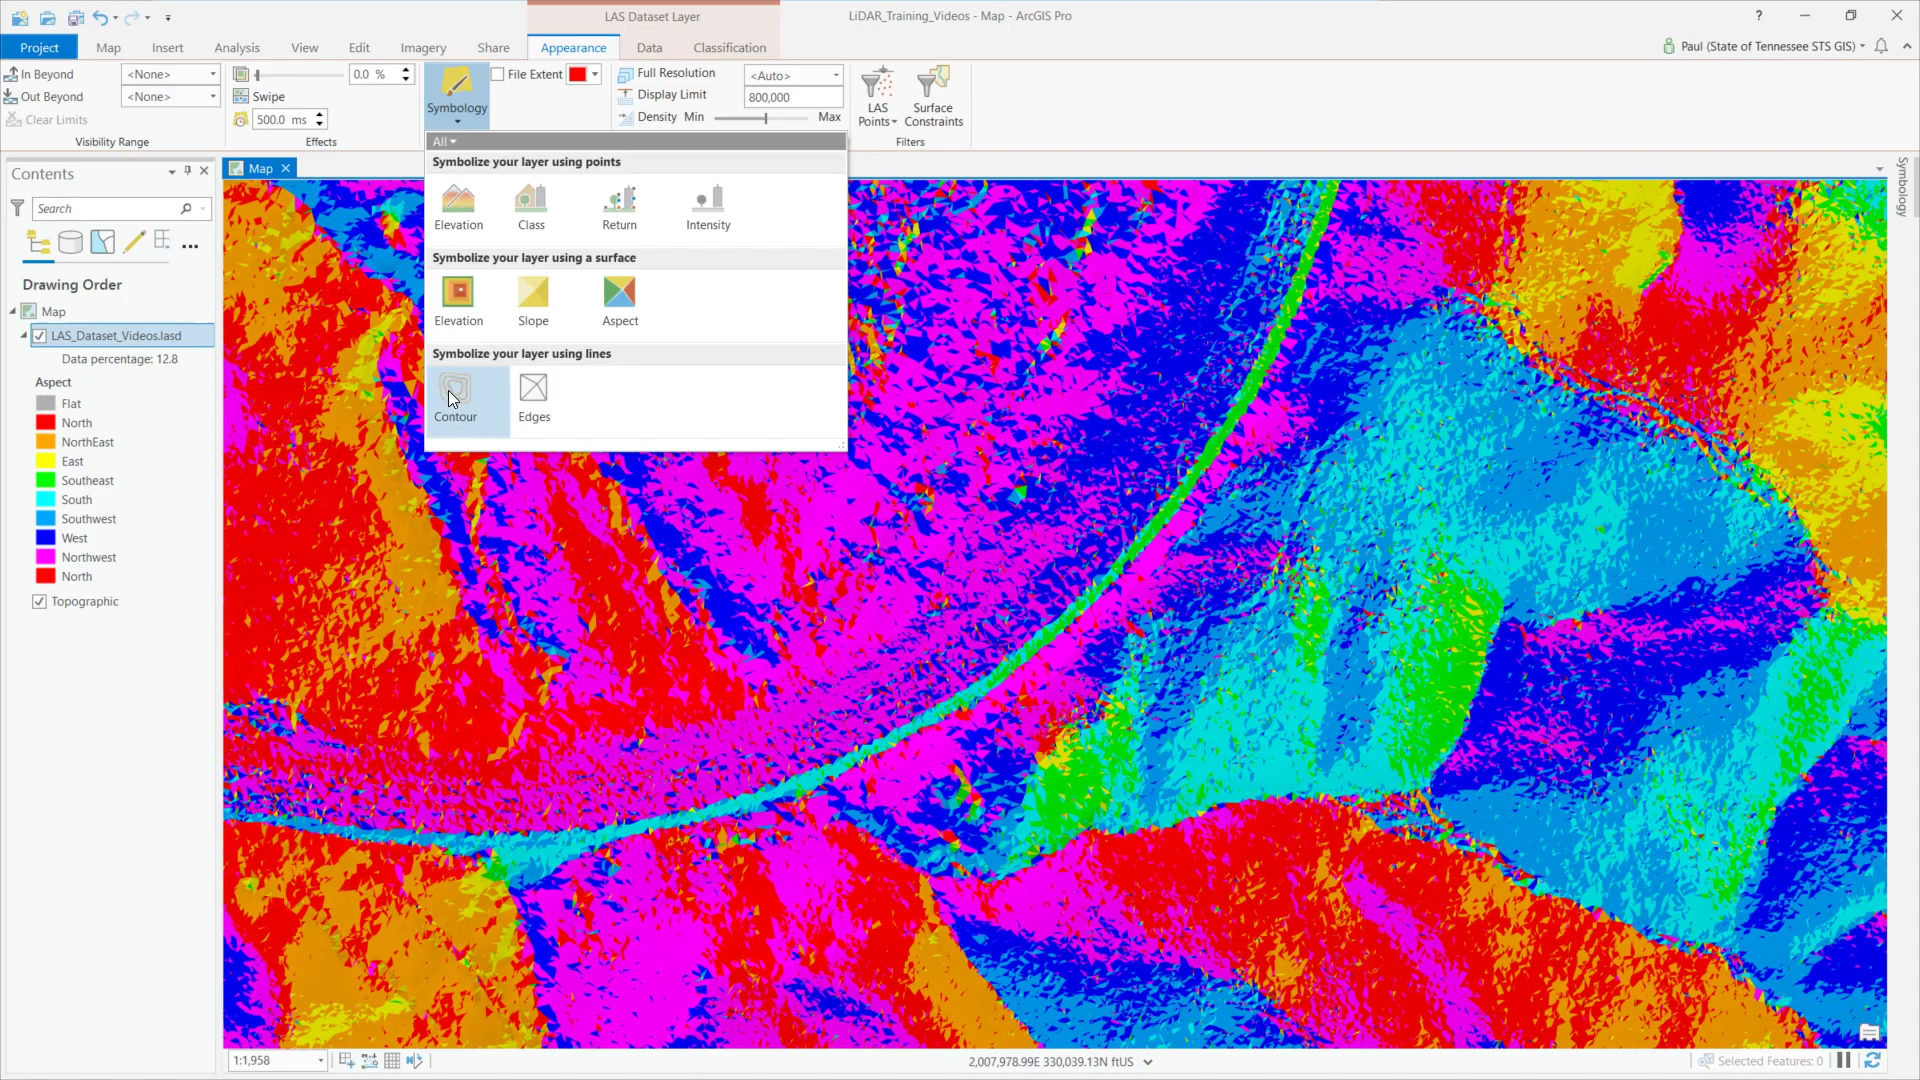 LAS Dataset Layer
LiDAR_Training_Videos - Map - ArcGIS Pro
?
Project
Map
Insert
Analysis
View
Edit
Imagery
Share
Appearance
Data
Classification
Paul (State of Tennessee STS GIS)
In Beyond
<None>
Out Beyond
<None>
Clear Limits
Visibility Range
0.0 %
Swipe
500.0 ms
Effects
Symbology
File Extent
Full Resolution
<Auto>
Display Limit
800,000
Density Min
Max
LAS
Points
Surface
Constraints
Filters
All
Symbolize your layer using points
Elevation
Class
Return
Intensity
Symbolize your layer using a surface
Elevation
Slope
Aspect
Symbolize your layer using lines
Contour
Edges
Contents
Search
Drawing Order
Map
LAS_Dataset_Videos.lasd
Data percentage: 12.8
Aspect
Flat
North
NorthEast
East
Southeast
South
Southwest
West
Northwest
North
Topographic
Map
Symbology
1:1,958
2,007,978.99E 330,039.13N ftUS
Selected Features: 0